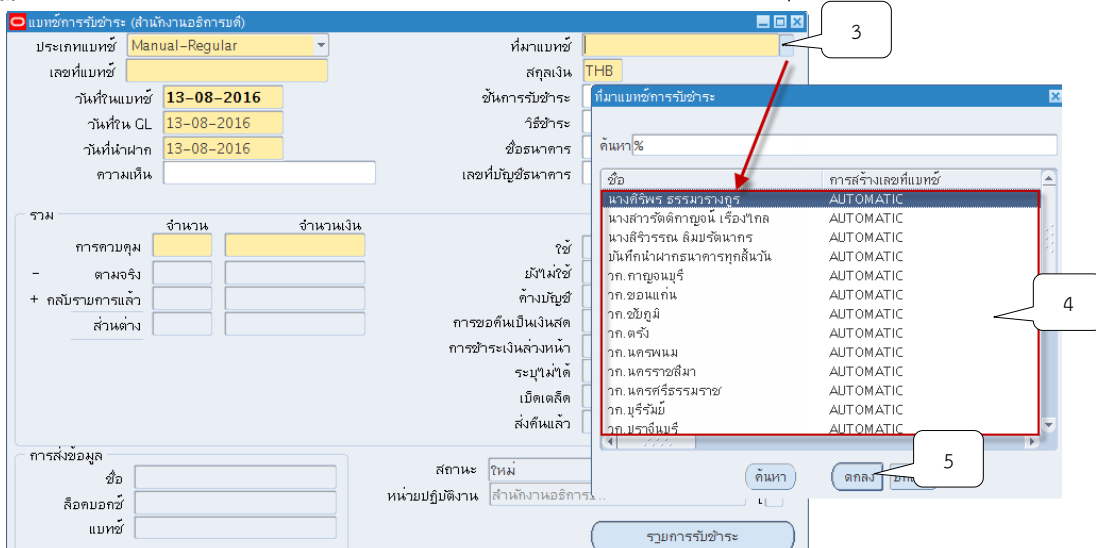 แบทช์การรับชำระ (สำนักงานอธิการบดี)
3
ประเภทแบทช์ Manual-Regular
ที่มาแบทช์
เลขที่แบทช์
สกุลเงิน THB
วันที่ในแบทช์ 13-08-2016
ชั้นการรับชำระ
วันที่ใน GL 13-08-2016
วิธีชำระ
วันที่นำฝาก 13-08-2016
ชื่อธนาคาร
ความเห็น
เลขที่บัญชีธนาคาร
รวม
จำนวน จำนวนเงิน
การควบคุม
ใช้
- ตามจริง
ยังไม่ใช้
+ กลับรายการแล้ว
ค้างบัญชี
ส่วนต่าง
การขอคืนเป็นเงินสด
การชำระเงินล่วงหน้า
ระบุไม่ได้
เบ็ดเตล็ด
ส่งคืนแล้ว
การส่งข้อมูล
ชื่อ
ล็อคบอกซ์
แบทช์
สถานะ ใหม่
หน่วยปฏิบัติงาน
รายการรับชำระ
ที่มาแบทช์การรับชำระ
ค้นหา %
ชื่อ การสร้างเลขที่แบทช์
นางศิริพร ธรรมวรางกูร AUTOMATIC
นางสาวรัตติกาญจน์ เรืองไกล AUTOMATIC
นางสิริวรรณ ลิมปรัตนากร AUTOMATIC
บันทึกนำฝากธนาคารทุกสิ้นวัน AUTOMATIC
วก.กาญจนบุรี AUTOMATIC
วก.ขอนแก่น AUTOMATIC
วก.ชัยภูมิ AUTOMATIC
วก.ตรัง AUTOMATIC
วก.นครพนม AUTOMATIC
วก.นครราชสีมา AUTOMATIC
วก.นครศรีธรรมราช AUTOMATIC
วก.บุรีรัมย์ AUTOMATIC
วก.ปราจีนบุรี AUTOMATIC
4
5
ค้นหา ตกลง